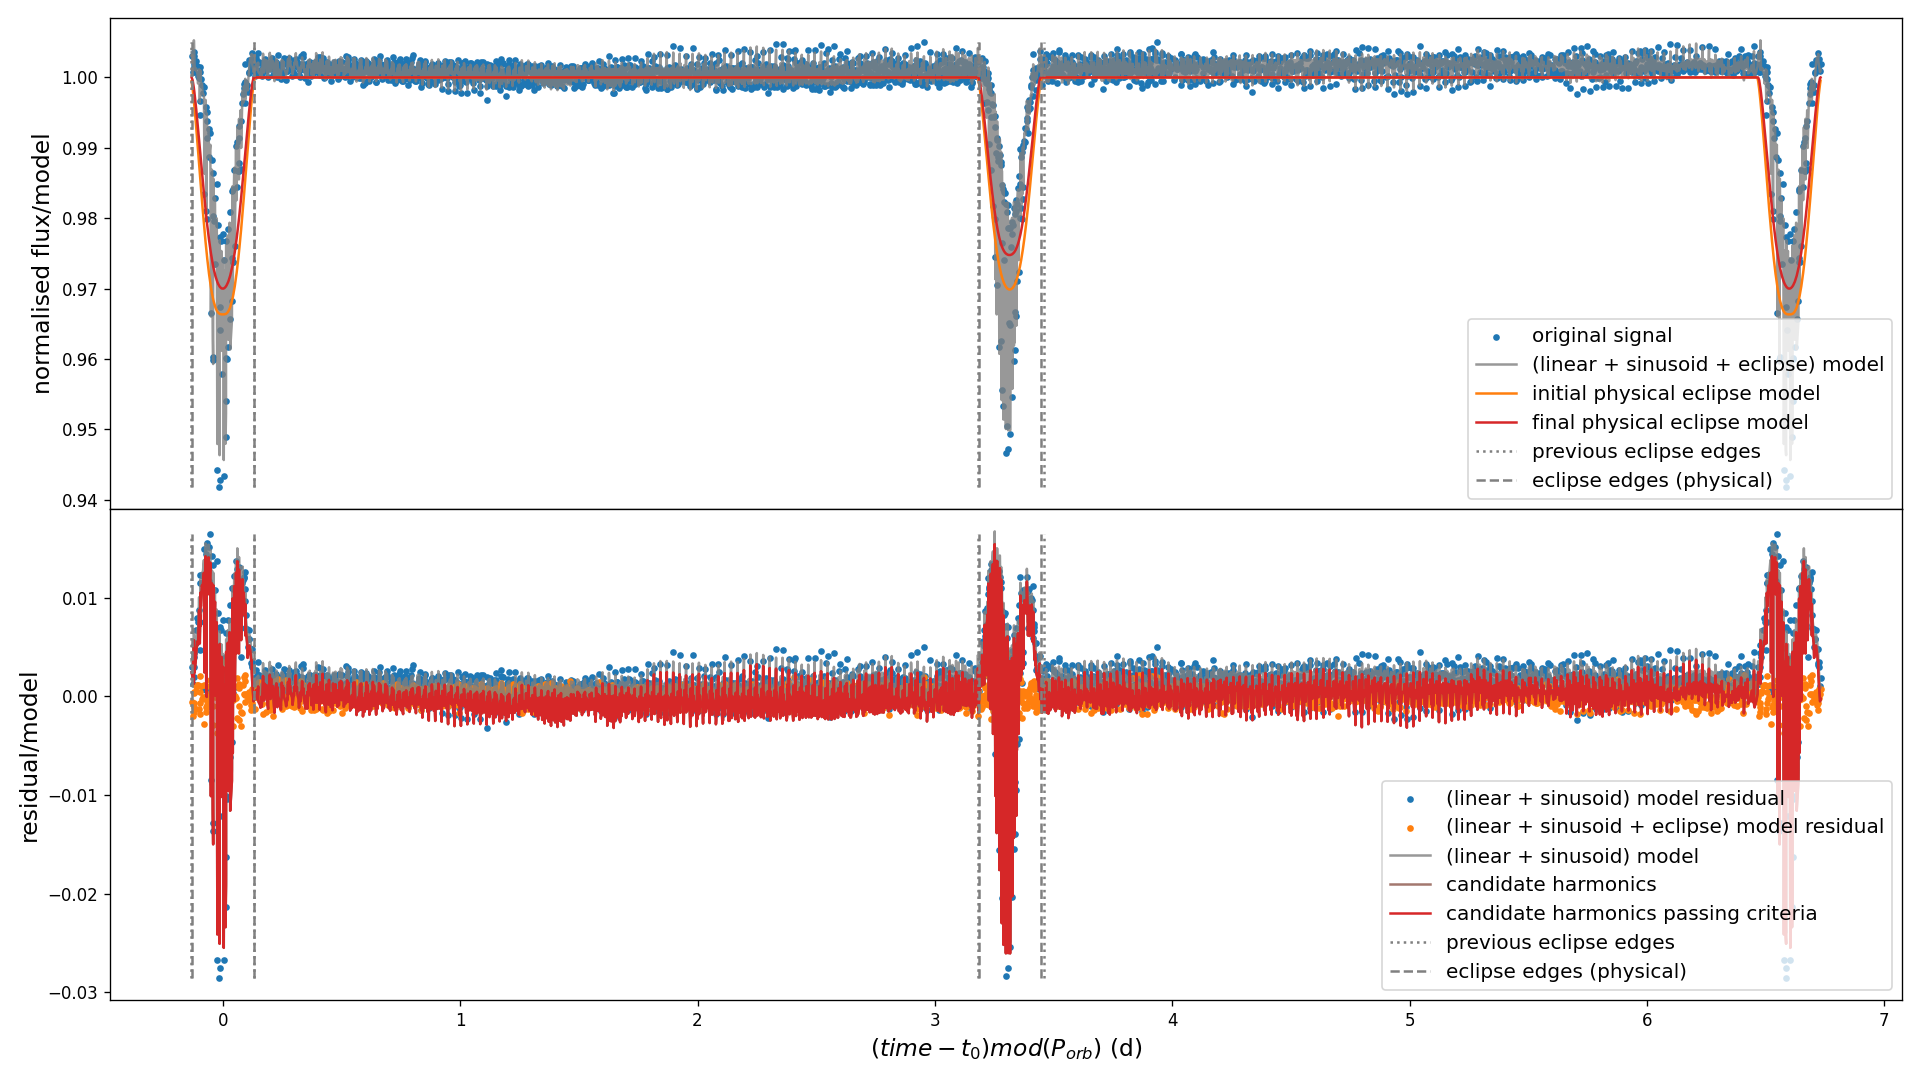 1.00
0.99
0.98
0.97
0.96
0.95
0.94
normalised flux/model
original signal
(linear + sinusoid + eclipse) model
initial physical eclipse model
final physical eclipse model
previous eclipse edges
eclipse edges (physical)
0.01
0.00
−0.01
−0.02
−0.03
residual/model
(linear + sinusoid) model residual
(linear + sinusoid + eclipse) model residual
(linear + sinusoid) model
candidate harmonics
candidate harmonics passing criteria
previous eclipse edges
eclipse edges (physical)
0 1 2 3 4 5 6 7
(time − t₀)mod(P_orb) (d)